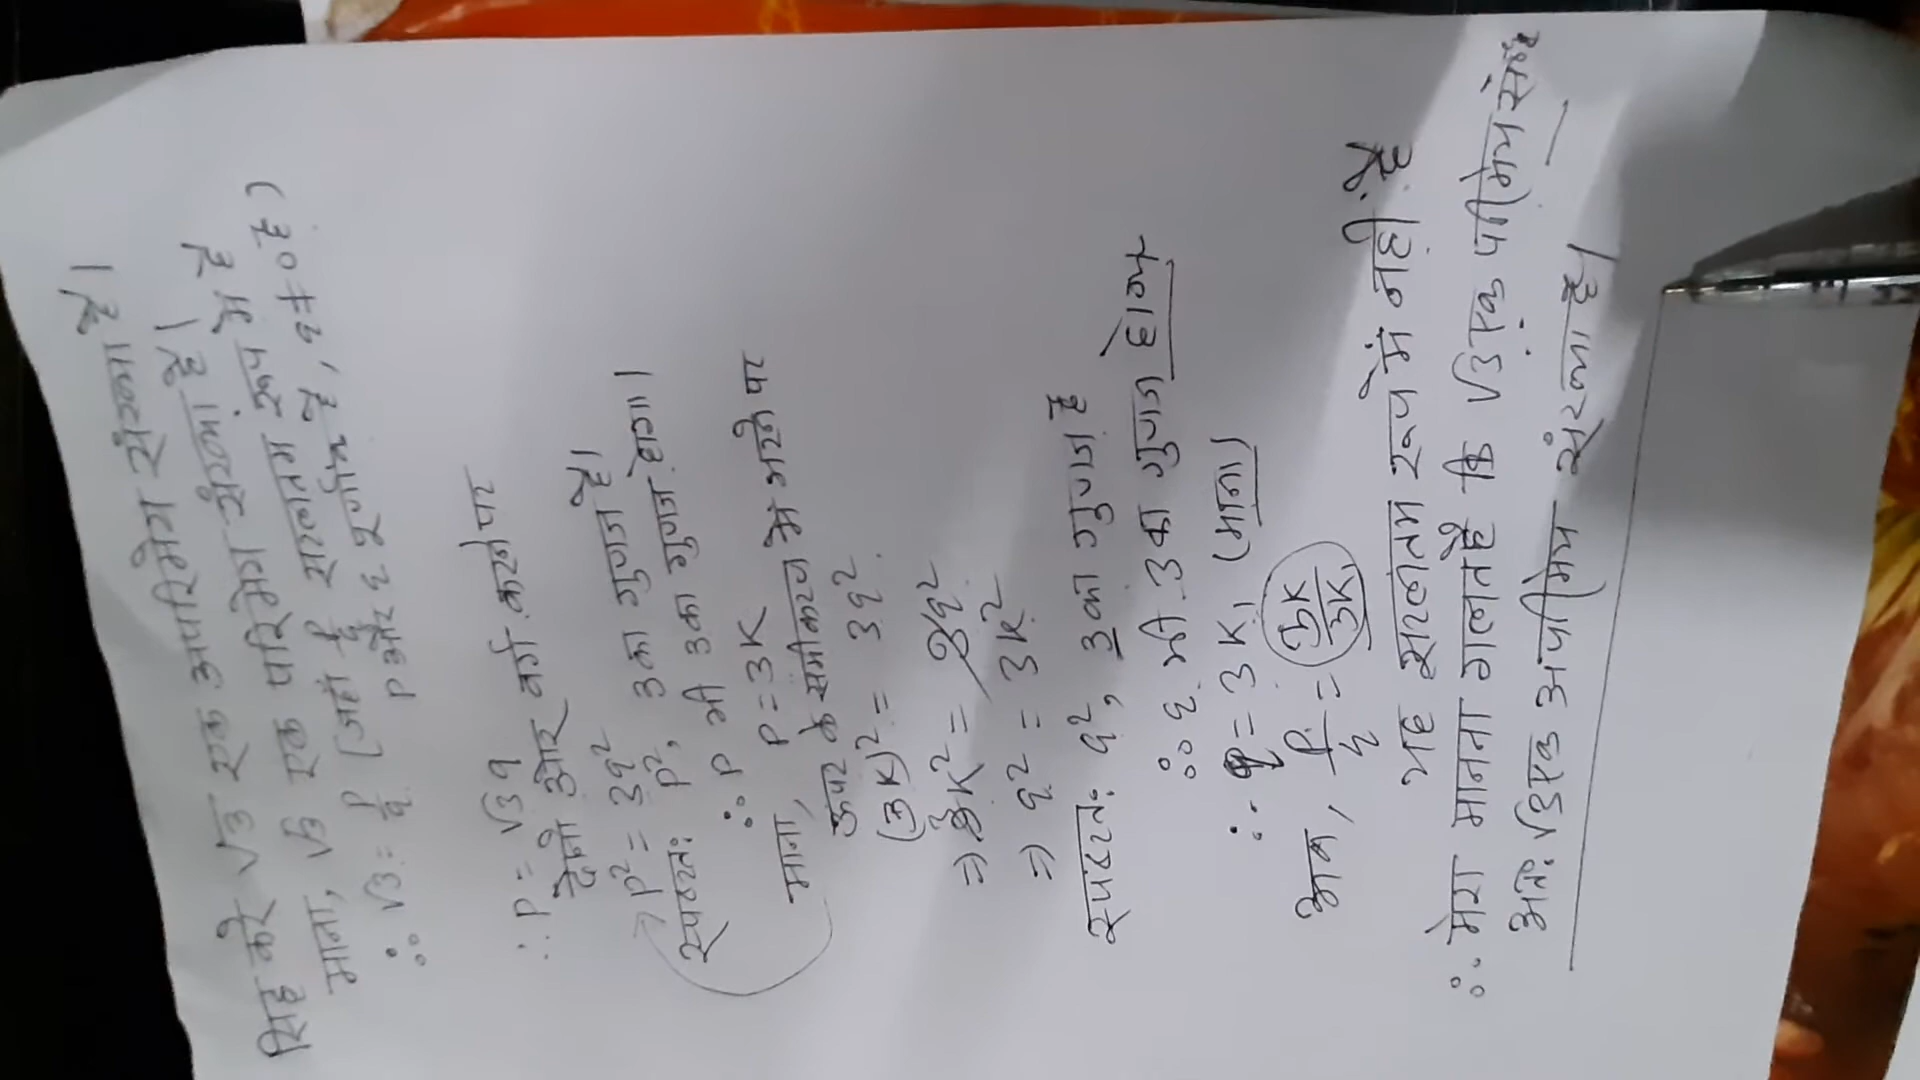 सिद्ध करें √3 एक अपरिमेय संख्या है।
माना, √3 एक परिमेय संख्या है।
∴ √3 = p/q [जहाँ p/q सरलतम रूप में है
p और q पूर्णांक है, q ≠ 0 है)
∴ p = √3 q
दोनों ओर वर्ग करने पर
⇒ p² = 3q²
स्पष्टतः p², 3 का गुणज है।
∴ p भी 3 का गुणज होगा।
माना, p = 3K
ऊपर के समीकरण में भरने पर
(3K)² = 3q²
⇒ 9K² = 3q²
⇒ q² = 3K²
स्पष्टतः q², 3 का गुणज है
∴ q भी 3 का गुणज होगा
∴ q = 3K₁ (माना)
अब, p/q = 3K/3K₁
यह सरलतम रूप में नहीं है
∴ मेरा मानना गलत है कि √3 एक परिमेय सं० है
अतः √3 एक अपरिमेय संख्या है।